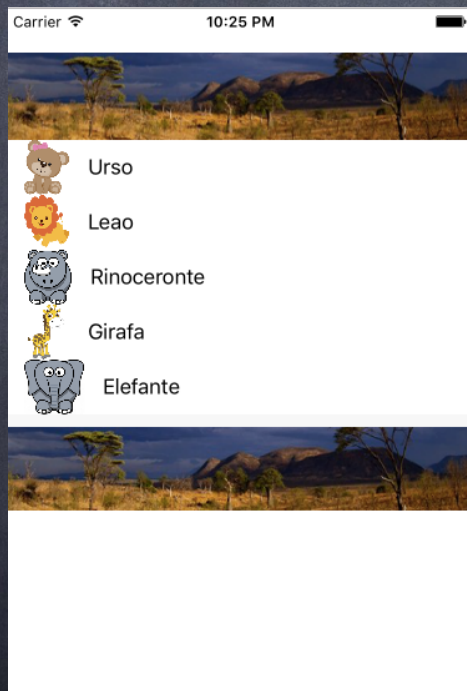 Carrier 10:25 PM
Urso
Leao
Rinoceronte
Girafa
Elefante